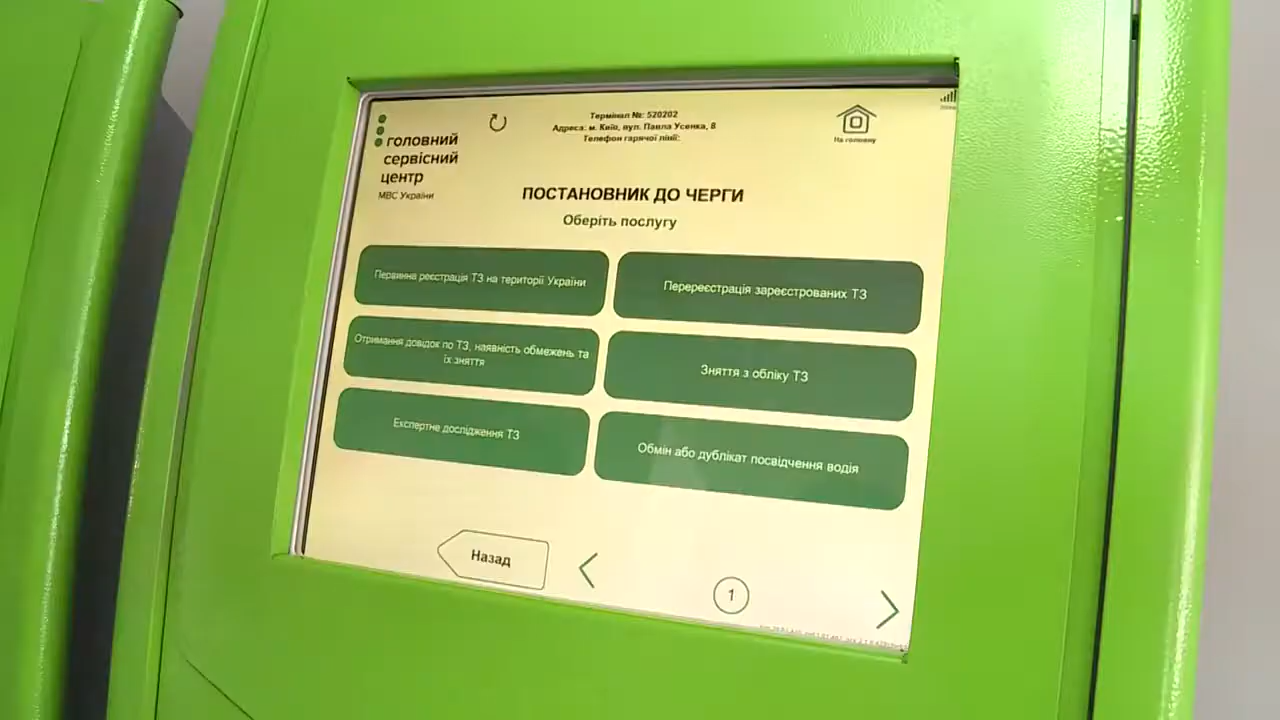 головний
сервісний
центр
МВС України
Термінал №: 520202
Адреса: м. Київ, вул. Павла Усенка, 8
Телефон гарячої лінії:
На головну
ПОСТАНОВНИК ДО ЧЕРГИ
Оберіть послугу
Первинна реєстрація ТЗ на території України
Перереєстрація зареєстрованих ТЗ
Отримання довідок по ТЗ, наявність обмежень та
їх зняття
Зняття з обліку ТЗ
Експертне дослідження ТЗ
Обмін або дублікат посвідчення водія
Назад
1